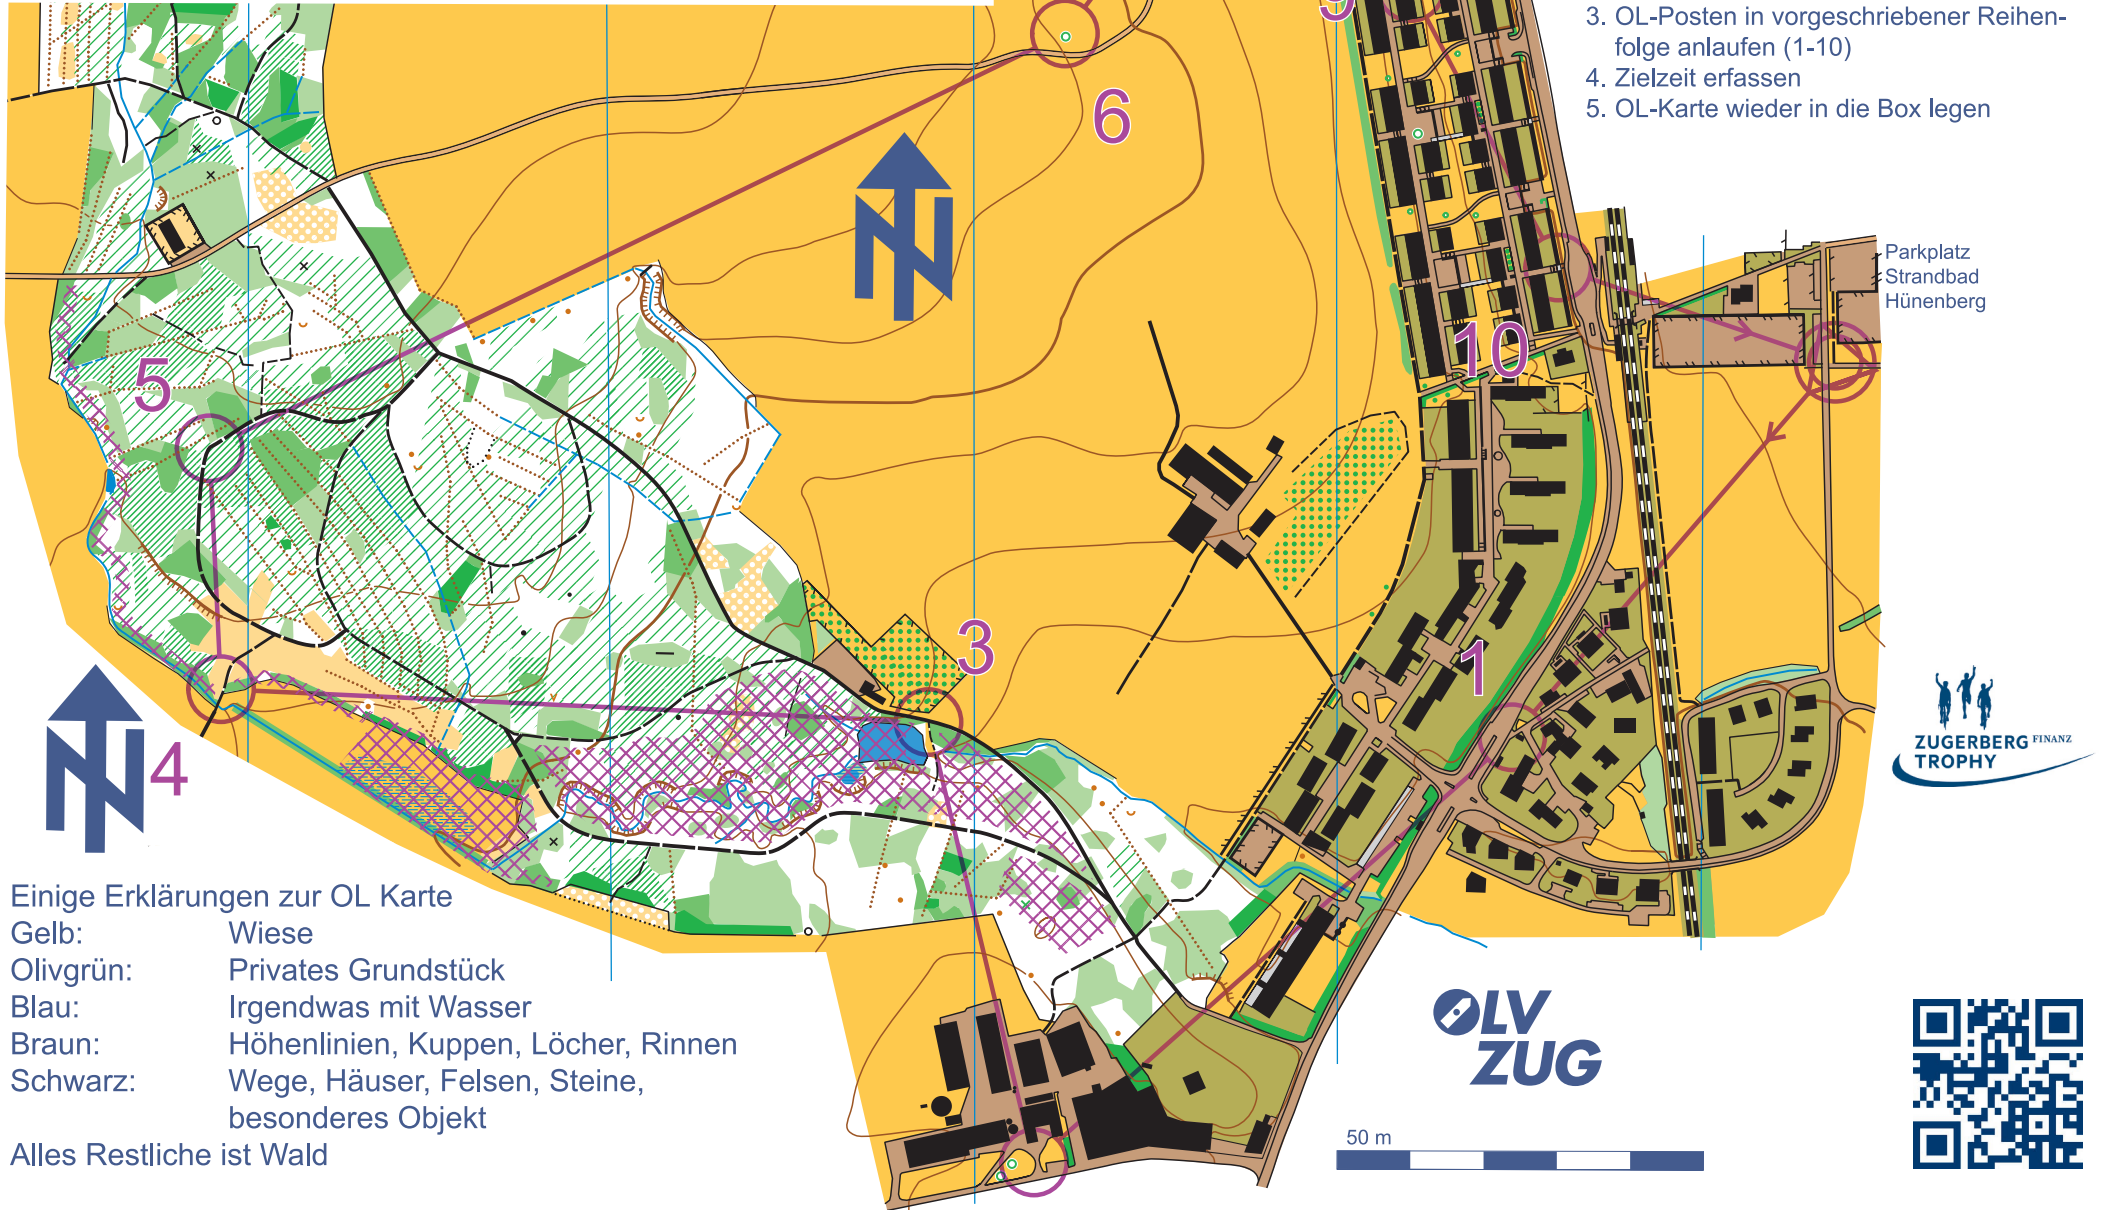 3. OL-Posten in vorgeschriebener Reihen-
folge anlaufen (1-10)
4. Zielzeit erfassen
5. OL-Karte wieder in die Box legen
9
6
Parkplatz
Strandbad
Hünenberg
10
5
3
1
4
N
N
ZUGERBERG FINANZ
TROPHY
Einige Erklärungen zur OL Karte
Gelb: Wiese
Olivgrün: Privates Grundstück
Blau: Irgendwas mit Wasser
Braun: Höhenlinien, Kuppen, Löcher, Rinnen
Schwarz: Wege, Häuser, Felsen, Steine,
besonderes Objekt
Alles Restliche ist Wald
OLV
ZUG
50 m